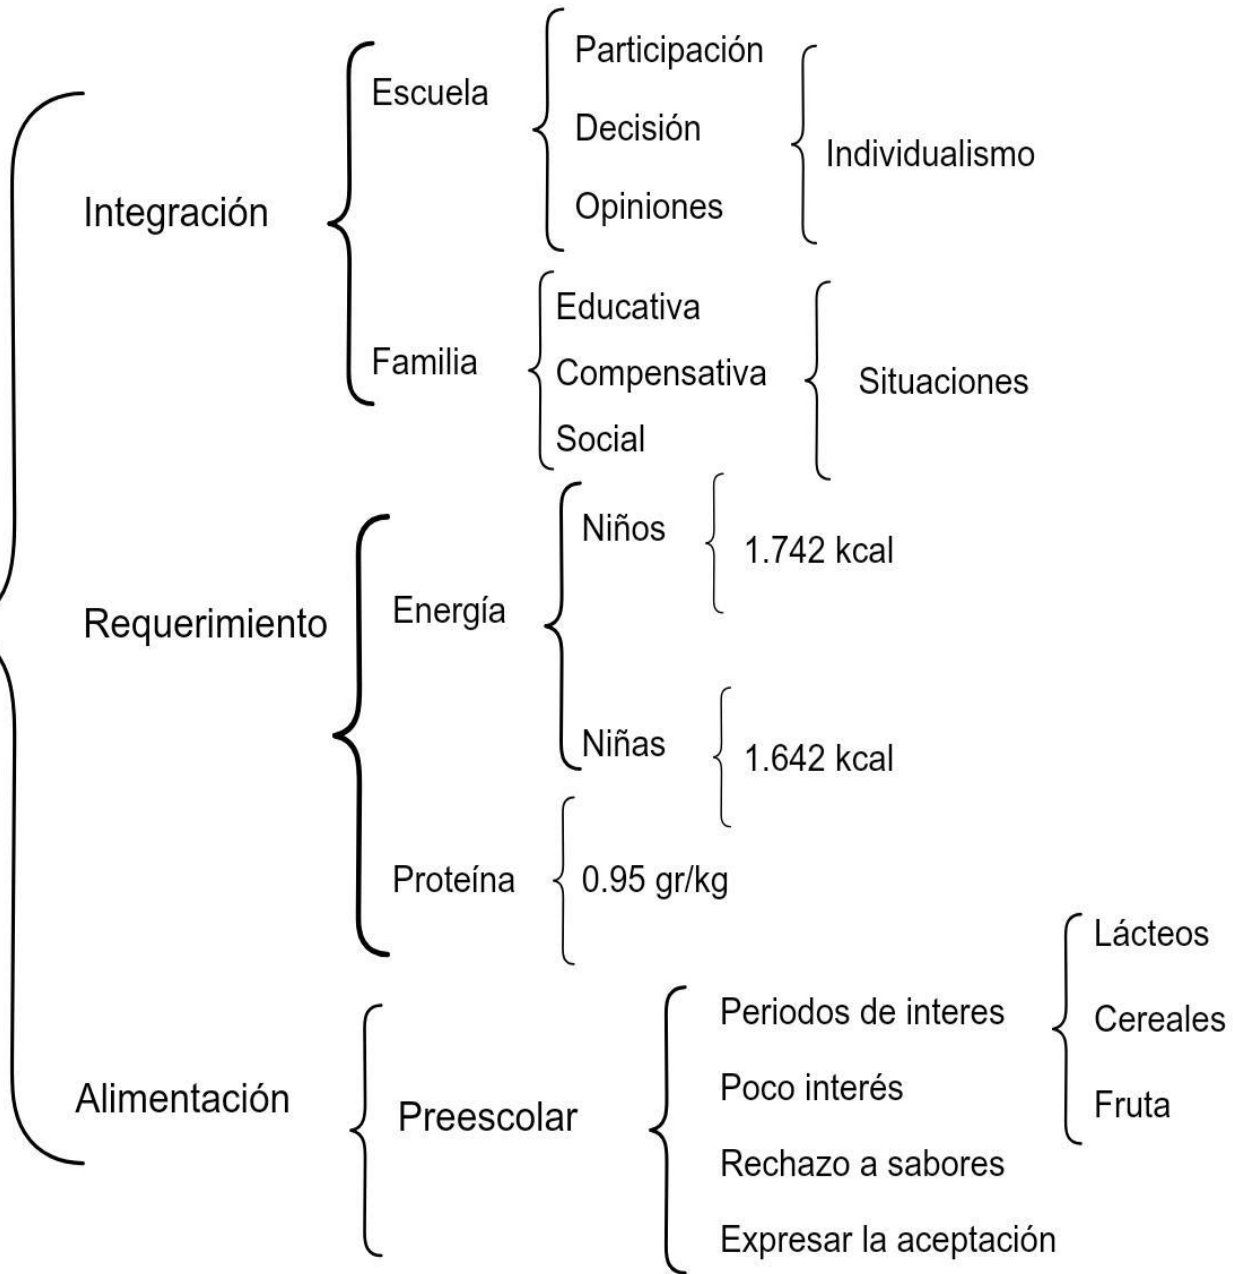 Integración
Escuela
Participación
Decisión
Opiniones
Individualismo
Familia
Educativa
Compensativa
Social
Situaciones
Requerimiento
Energía
Niños
1.742 kcal
Niñas
1.642 kcal
Proteína
0.95 gr/kg
Alimentación
Preescolar
Periodos de interes
Poco interés
Rechazo a sabores
Expresar la aceptación
Lácteos
Cereales
Fruta